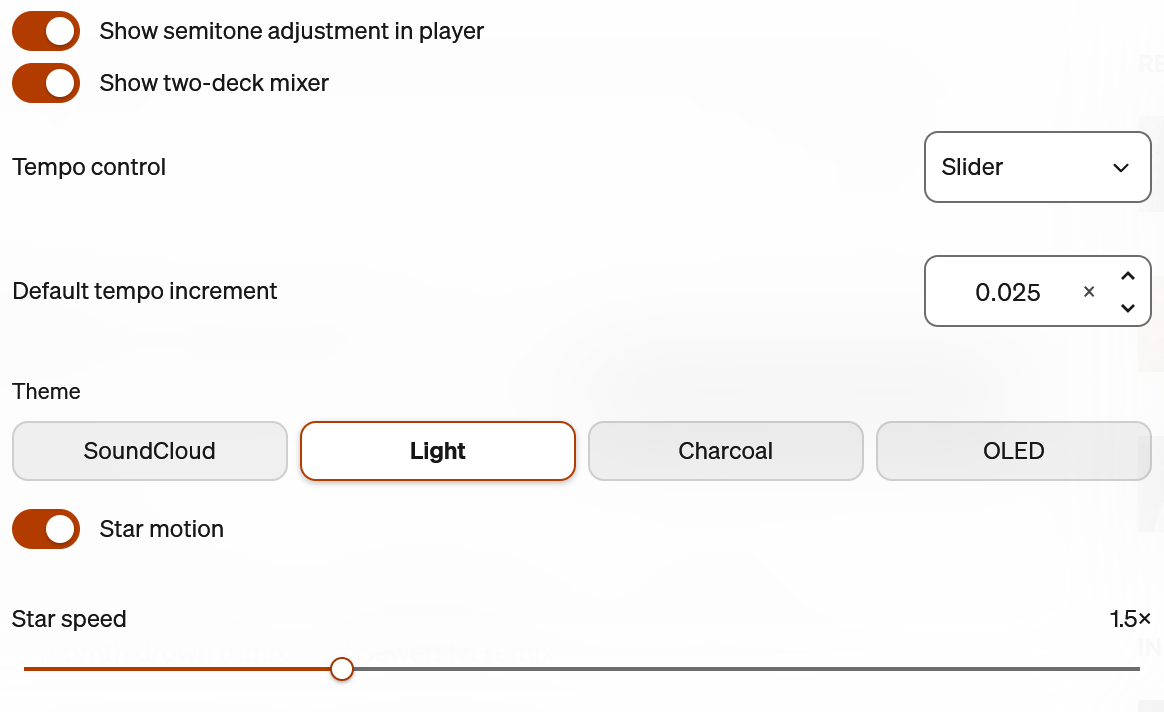 Show semitone adjustment in player
Show two-deck mixer
Tempo control
Slider
Default tempo increment
0.025 ×
Theme
SoundCloud
Light
Charcoal
OLED
Star motion
Star speed
1.5×